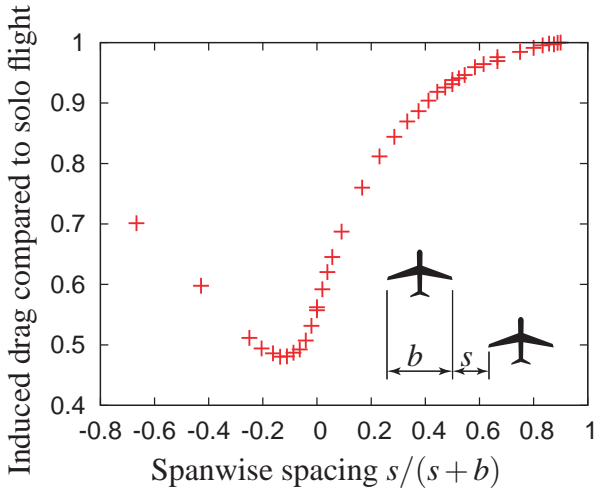 Induced drag compared to solo flight
1
0.9
0.8
0.7
0.6
0.5
0.4
b
s
-0.8 -0.6 -0.4 -0.2 0 0.2 0.4 0.6 0.8 1
Spanwise spacing s/(s+b)